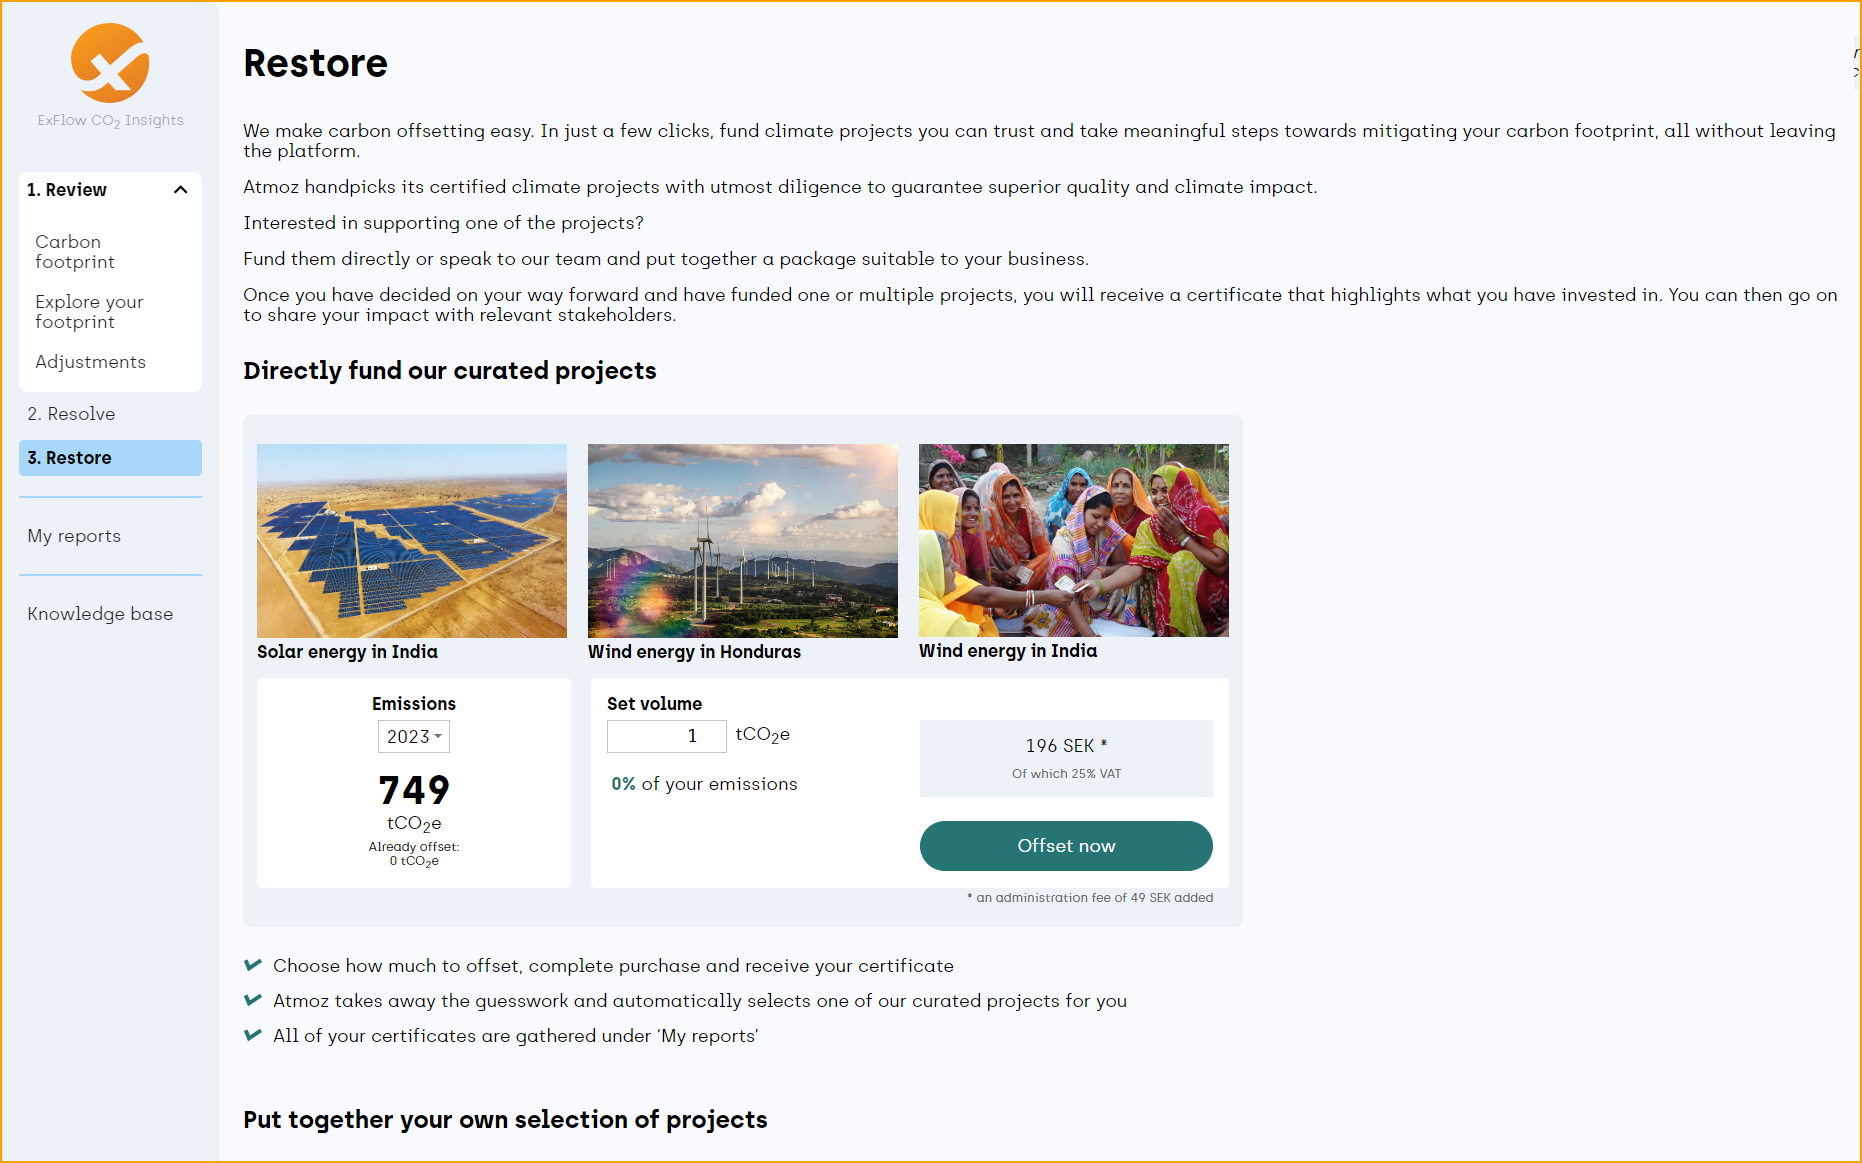 ExFlow CO2 Insights
1. Review
Carbon
footprint
Explore your
footprint
Adjustments
2. Resolve
3. Restore
My reports
Knowledge base
Restore
We make carbon offsetting easy. In just a few clicks, fund climate projects you can trust and take meaningful steps towards mitigating your carbon footprint, all without leaving
the platform.
Atmoz handpicks its certified climate projects with utmost diligence to guarantee superior quality and climate impact.
Interested in supporting one of the projects?
Fund them directly or speak to our team and put together a package suitable to your business.
Once you have decided on your way forward and have funded one or multiple projects, you will receive a certificate that highlights what you have invested in. You can then go on
to share your impact with relevant stakeholders.
Directly fund our curated projects
Solar energy in India
Wind energy in Honduras
Wind energy in India
Emissions
2023
749
tCO2e
Already offset:
0 tCO2e
Set volume
1 tCO2e
0% of your emissions
196 SEK *
Of which 25% VAT
Offset now
* an administration fee of 49 SEK added
Choose how much to offset, complete purchase and receive your certificate
Atmoz takes away the guesswork and automatically selects one of our curated projects for you
All of your certificates are gathered under 'My reports'
Put together your own selection of projects